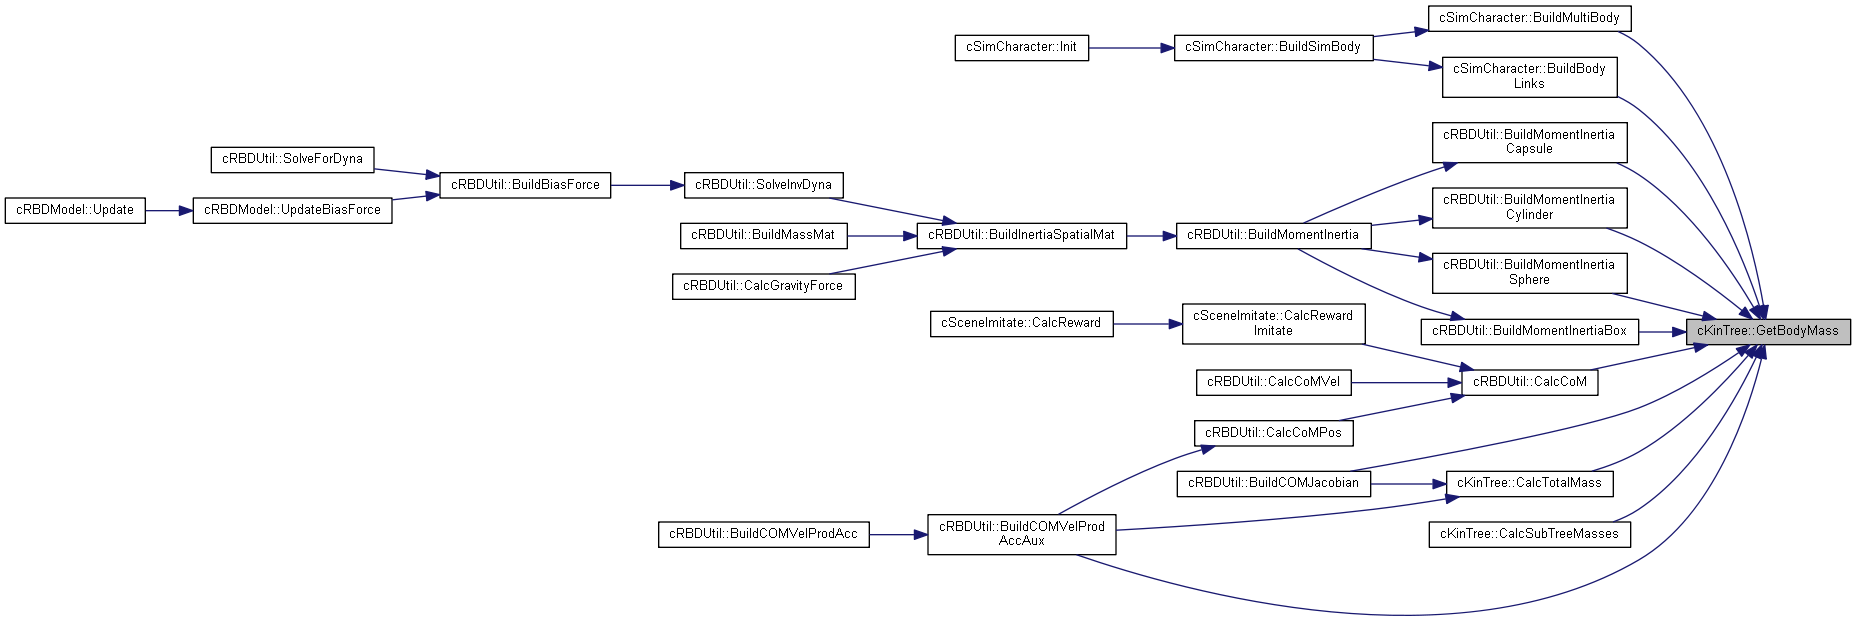 cSimCharacter::BuildMultiBody
cSimCharacter::Init
cSimCharacter::BuildSimBody
cSimCharacter::BuildBody
Links
cRBDUtil::BuildMomentInertia
Capsule
cRBDUtil::SolveForDyna
cRBDUtil::BuildBiasForce
cRBDUtil::SolveInvDyna
cRBDUtil::BuildMomentInertia
Cylinder
cRBDModel::Update
cRBDModel::UpdateBiasForce
cRBDUtil::BuildMassMat
cRBDUtil::BuildInertiaSpatialMat
cRBDUtil::BuildMomentInertia
cRBDUtil::BuildMomentInertia
Sphere
cRBDUtil::CalcGravityForce
cSceneImitate::CalcReward
cSceneImitate::CalcReward
Imitate
cRBDUtil::BuildMomentInertiaBox
cKinTree::GetBodyMass
cRBDUtil::CalcCoMVel
cRBDUtil::CalcCoM
cRBDUtil::CalcCoMPos
cRBDUtil::BuildCOMJacobian
cKinTree::CalcTotalMass
cRBDUtil::BuildCOMVelProdAcc
cRBDUtil::BuildCOMVelProd
AccAux
cKinTree::CalcSubTreeMasses